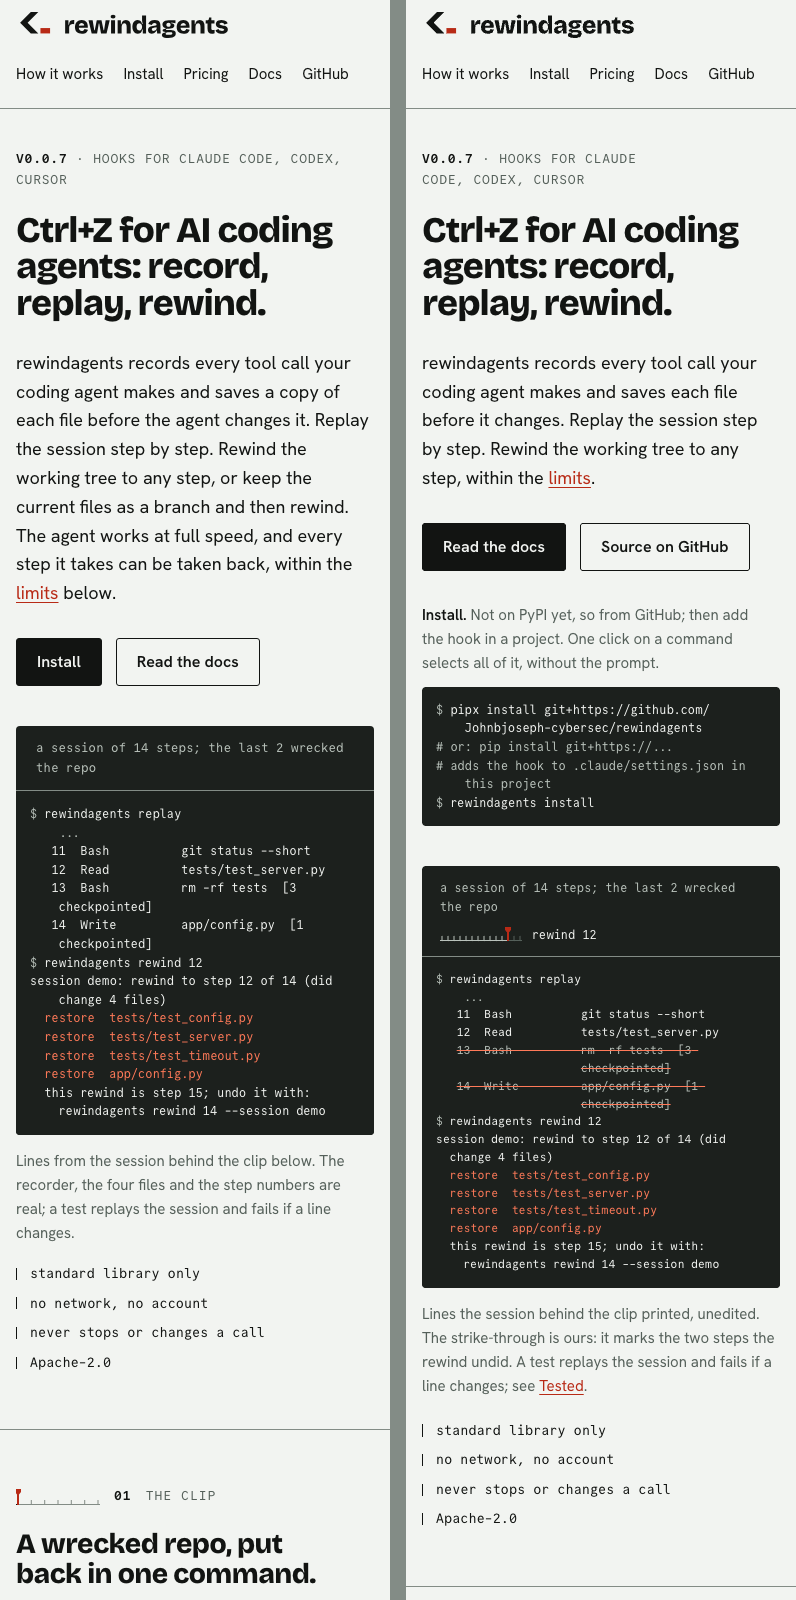 rewindagents
How it works Install Pricing Docs GitHub
V0.0.7 · HOOKS FOR CLAUDE CODE, CODEX,
CURSOR
Ctrl+Z for AI coding
agents: record,
replay, rewind.
rewindagents records every tool call your
coding agent makes and saves a copy of
each file before the agent changes it. Replay
the session step by step. Rewind the
working tree to any step, or keep the
current files as a branch and then rewind.
The agent works at full speed, and every
step it takes can be taken back, within the
limits below.
Install Read the docs
a session of 14 steps; the last 2 wrecked
the repo
$ rewindagents replay
...
11 Bash git status --short
12 Read tests/test_server.py
13 Bash rm -rf tests [3
checkpointed]
14 Write app/config.py [1
checkpointed]
$ rewindagents rewind 12
session demo: rewind to step 12 of 14 (did
change 4 files)
restore tests/test_config.py
restore tests/test_server.py
restore tests/test_timeout.py
restore app/config.py
this rewind is step 15; undo it with:
rewindagents rewind 14 --session demo
Lines from the session behind the clip below. The
recorder, the four files and the step numbers are
real; a test replays the session and fails if a line
changes.
standard library only
no network, no account
never stops or changes a call
Apache-2.0
01 THE CLIP
A wrecked repo, put
back in one command.
rewindagents
How it works Install Pricing Docs GitHub
V0.0.7 · HOOKS FOR CLAUDE
CODE, CODEX, CURSOR
Ctrl+Z for AI coding
agents: record,
replay, rewind.
rewindagents records every tool call your
coding agent makes and saves each file
before it changes. Replay the session step
by step. Rewind the working tree to any
step, within the limits.
Read the docs Source on GitHub
Install. Not on PyPI yet, so from GitHub; then add
the hook in a project. One click on a command
selects all of it, without the prompt.
$ pipx install git+https://github.com/
Johnbjoseph-cybersec/rewindagents
# or: pip install git+https://...
# adds the hook to .claude/settings.json in
this project
$ rewindagents install
a session of 14 steps; the last 2 wrecked
the repo
rewind 12
$ rewindagents replay
...
11 Bash git status --short
12 Read tests/test_server.py
13 Bash rm -rf tests [3
checkpointed]
14 Write app/config.py [1
checkpointed]
$ rewindagents rewind 12
session demo: rewind to step 12 of 14 (did
change 4 files)
restore tests/test_config.py
restore tests/test_server.py
restore tests/test_timeout.py
restore app/config.py
this rewind is step 15; undo it with:
rewindagents rewind 14 --session demo
Lines the session behind the clip printed, unedited.
The strike-through is ours: it marks the two steps the
rewind undid. A test replays the session and fails if a
line changes; see Tested.
standard library only
no network, no account
never stops or changes a call
Apache-2.0